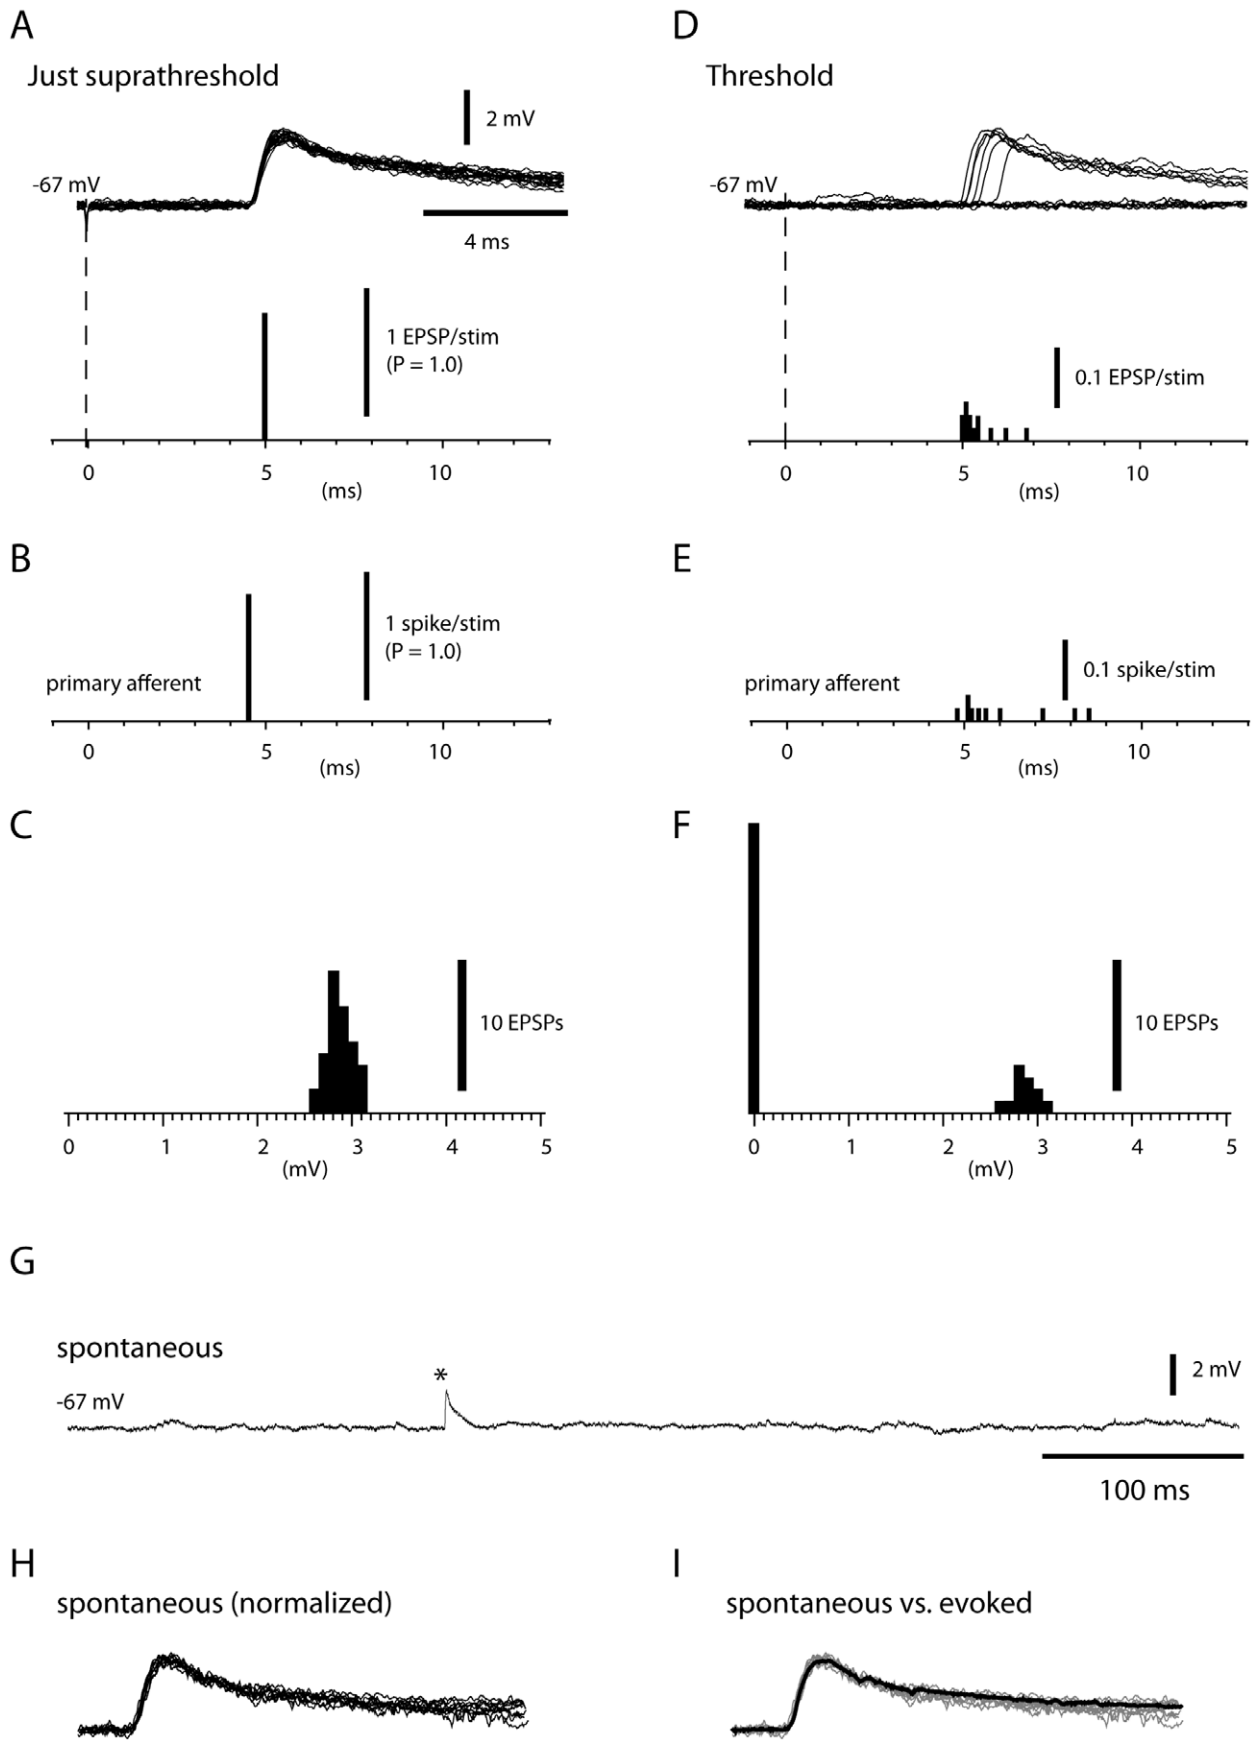 A
Just suprathreshold
2 mV
-67 mV
4 ms
1 EPSP/stim
(P = 1.0)
0 5 10
(ms)
D
Threshold
-67 mV
0.1 EPSP/stim
0 5 10
(ms)
B
1 spike/stim
(P = 1.0)
primary afferent
0 5 10
(ms)
E
0.1 spike/stim
primary afferent
0 5 10
(ms)
C
10 EPSPs
0 1 2 3 4 5
(mV)
F
10 EPSPs
0 1 2 3 4 5
(mV)
G
spontaneous
*
2 mV
-67 mV
100 ms
H
spontaneous (normalized)
I
spontaneous vs. evoked